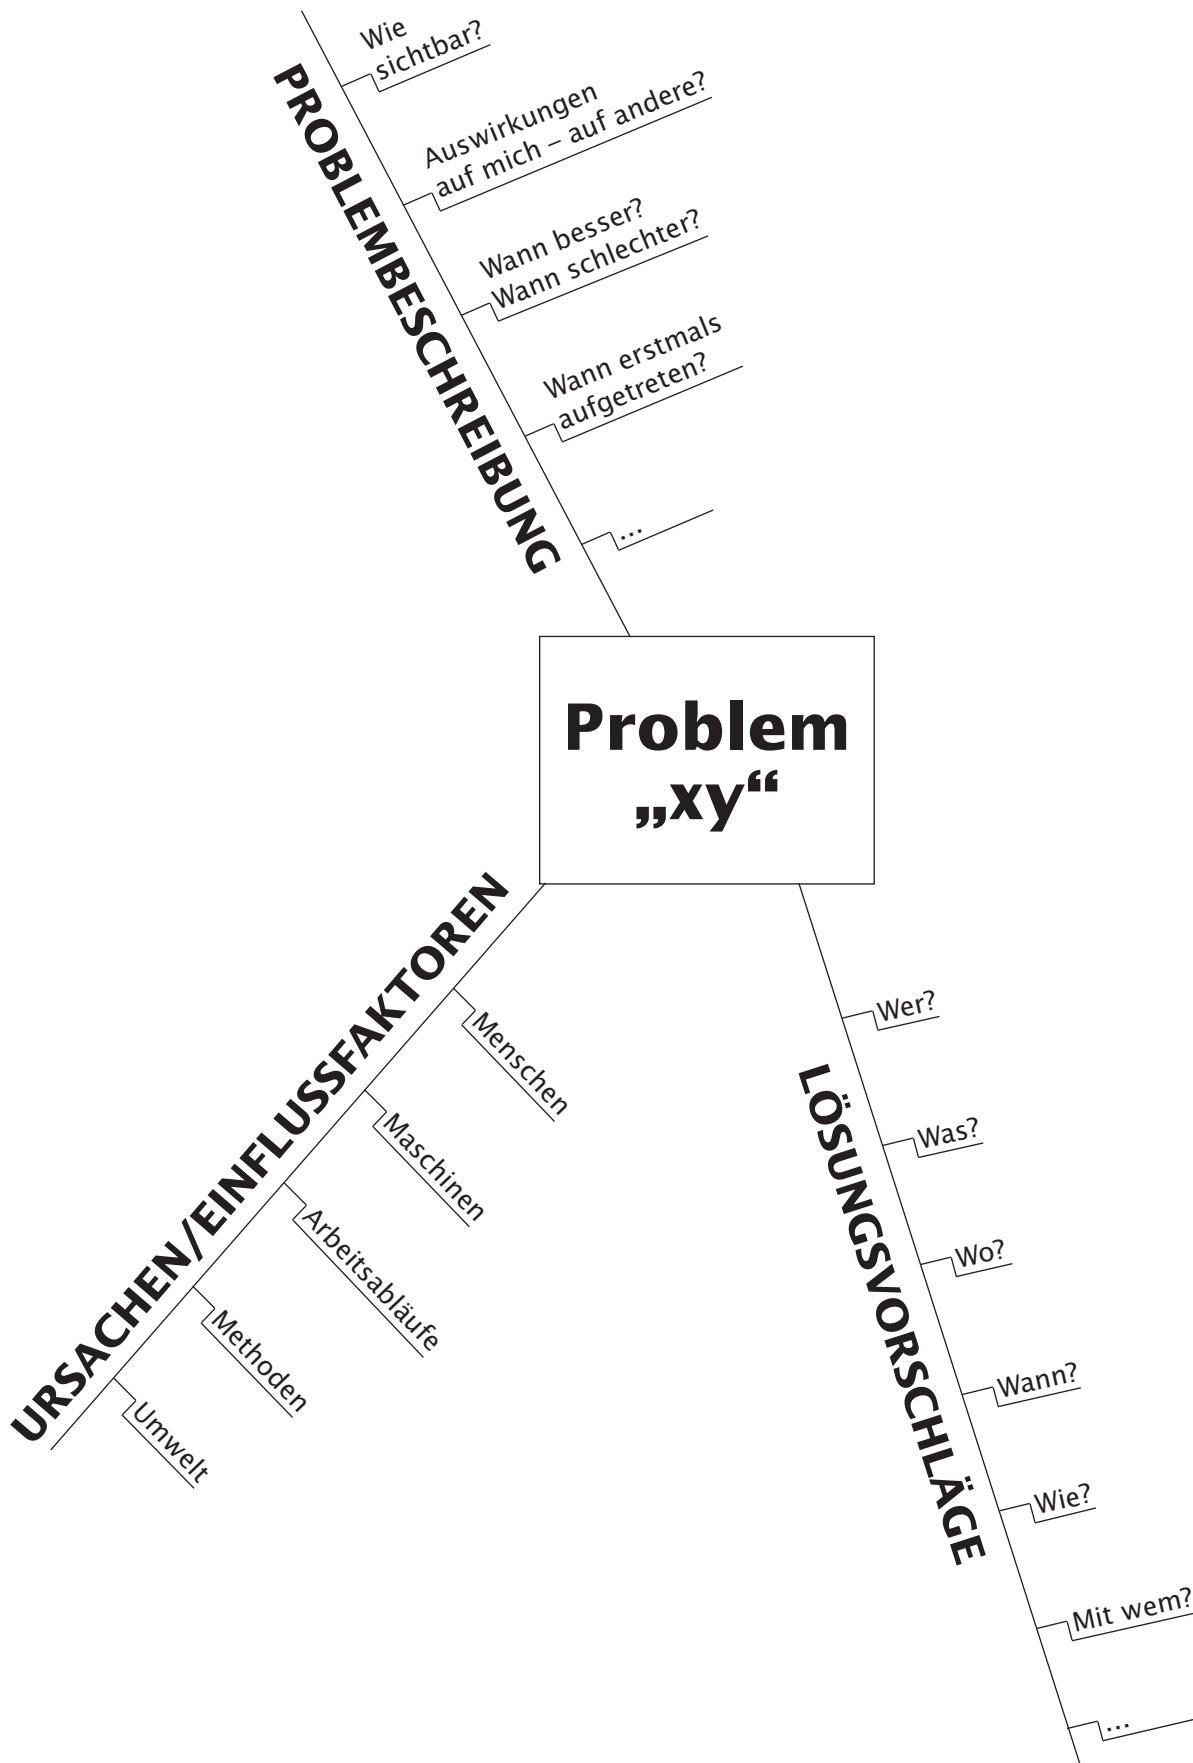 PROBLEMBESCHREIBUNG
Wie
sichtbar?
Auswirkungen
auf mich – auf andere?
Wann besser?
Wann schlechter?
Wann erstmals
aufgetreten?
...
Problem
„xy“
URSACHEN/EINFLUSSFAKTOREN
Menschen
Maschinen
Arbeitsabläufe
Methoden
Umwelt
LÖSUNGSVORSCHLÄGE
Wer?
Was?
Wo?
Wann?
Wie?
Mit wem?
...